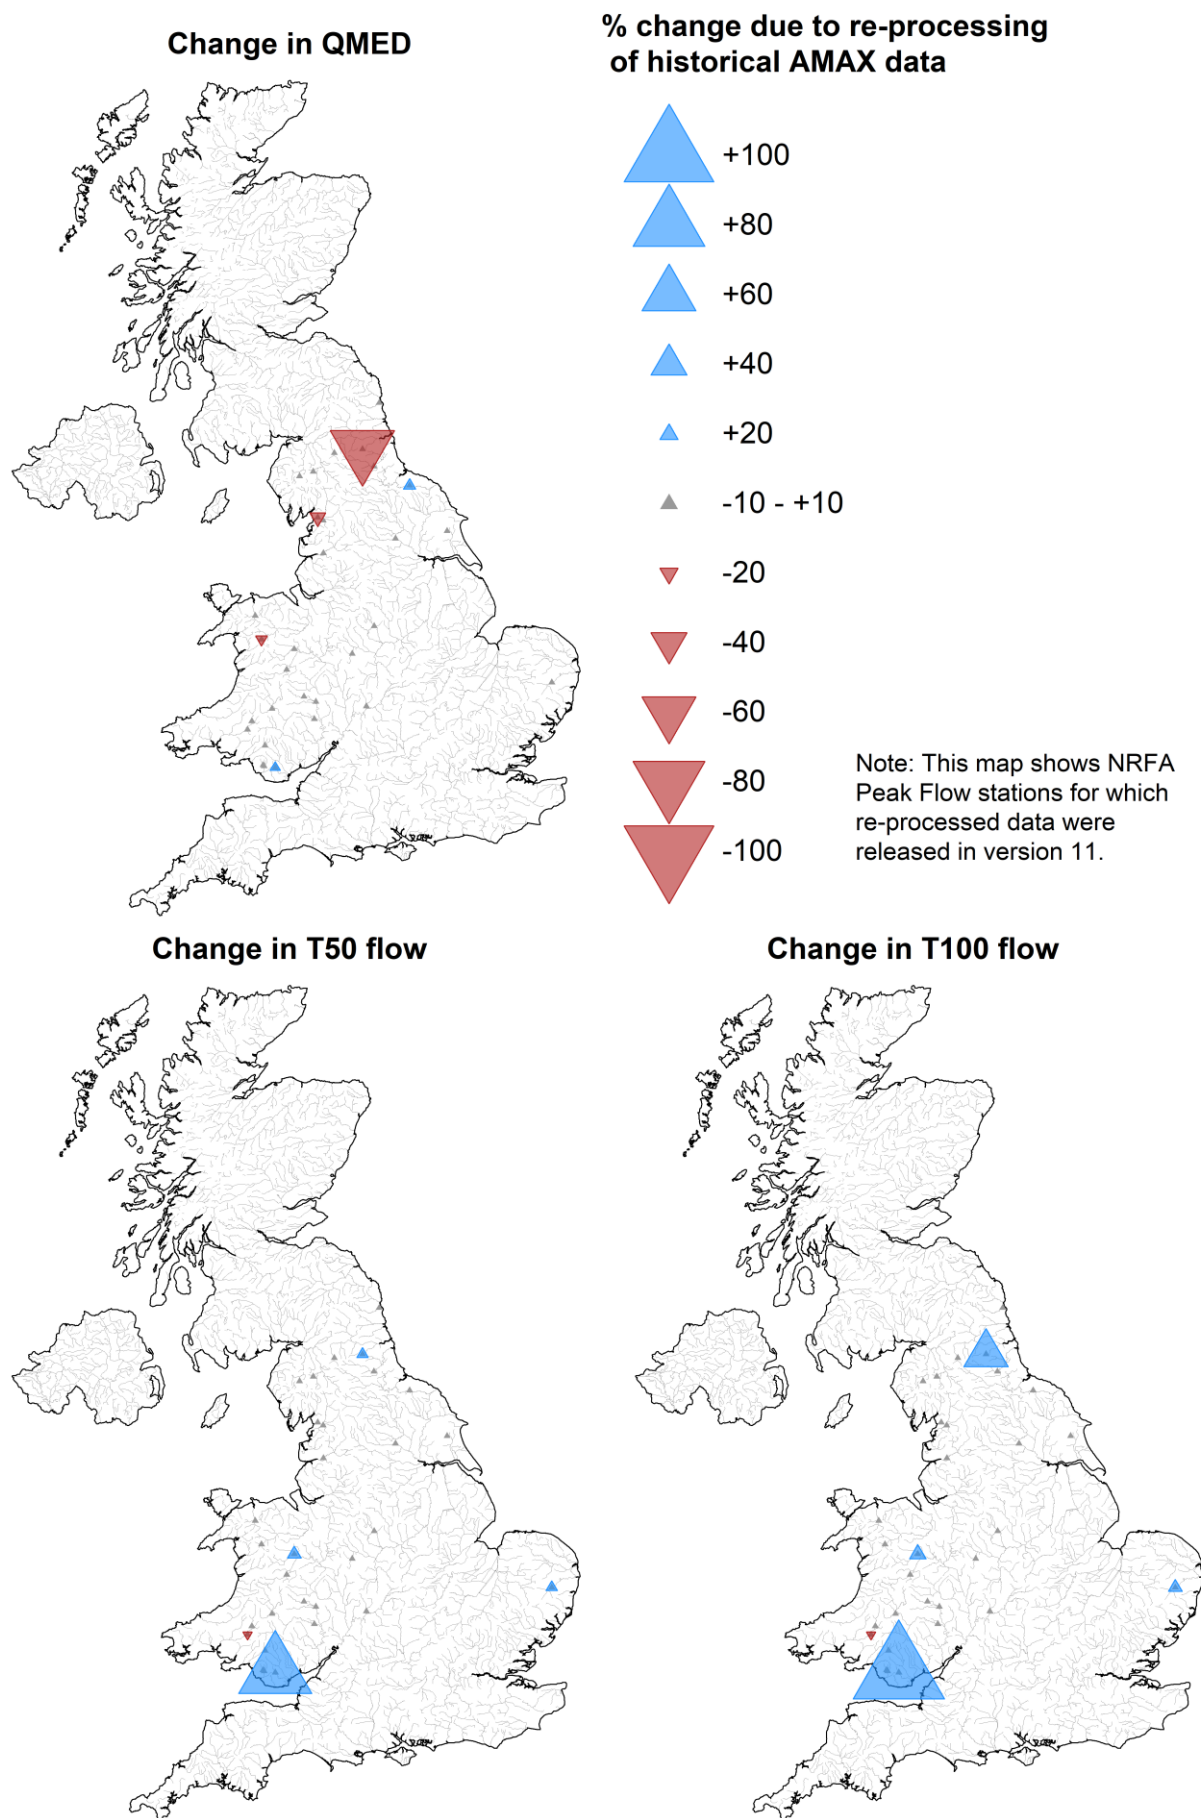 Change in QMED
% change due to re-processing
of historical AMAX data
+100
+80
+60
+40
+20
-10 - +10
-20
-40
-60
-80
-100
Note: This map shows NRFA
Peak Flow stations for which
re-processed data were
released in version 11.
Change in T50 flow
Change in T100 flow